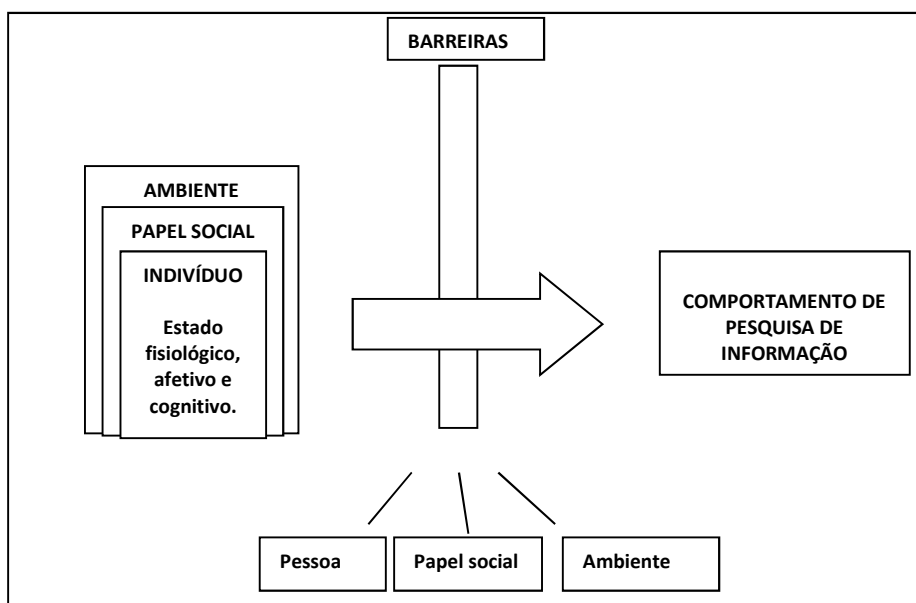 BARREIRAS
AMBIENTE
PAPEL SOCIAL
INDIVÍDUO
Estado
fisiológico,
afetivo e
cognitivo.
COMPORTAMENTO DE
PESQUISA DE
INFORMAÇÃO
Pessoa
Papel social
Ambiente